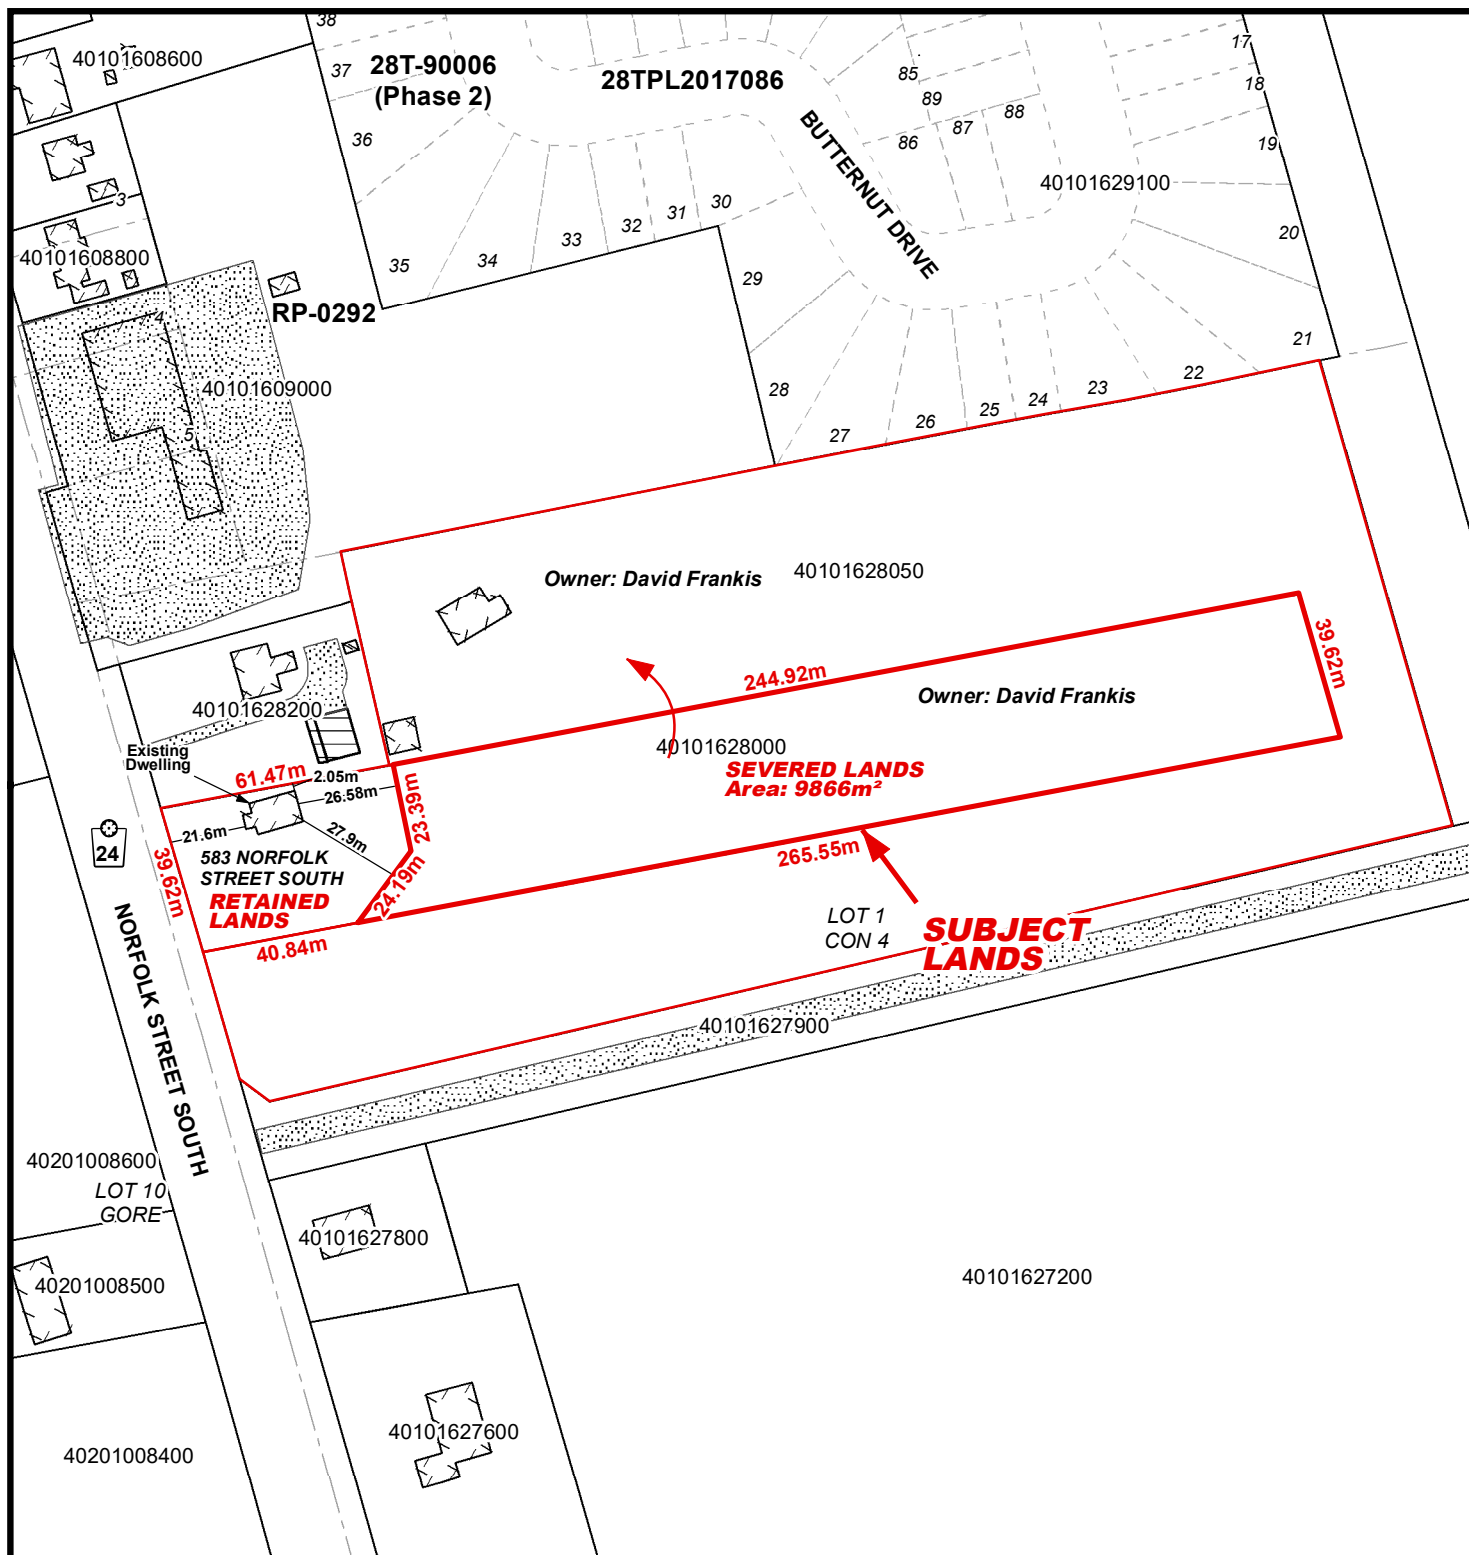 38
40101608600
37
28T-90006
(Phase 2)
28TPL2017086
17
85
18
89
88
87
86
36
19
BUTTERNUT DRIVE
40101629100
3
30
31
32
33
34
35
20
40101608800
29
RP-0292
4
21
22
23
24
25
26
27
28
40101609000
5
Owner: David Frankis
40101628050
39.62m
244.92m
Owner: David Frankis
40101628200
40101628000
Existing
Dwelling
61.47m
2.05m
26.58m
SEVERED LANDS
Area: 9866m²
23.39m
21.6m
27.9m
24
583 NORFOLK
STREET SOUTH
RETAINED
LANDS
39.62m
24.19m
265.55m
40.84m
LOT 1
CON 4
SUBJECT
LANDS
NORFOLK STREET SOUTH
40101627900
40201008600
LOT 10
GORE
40101627800
40201008500
40101627200
40101627600
40201008400